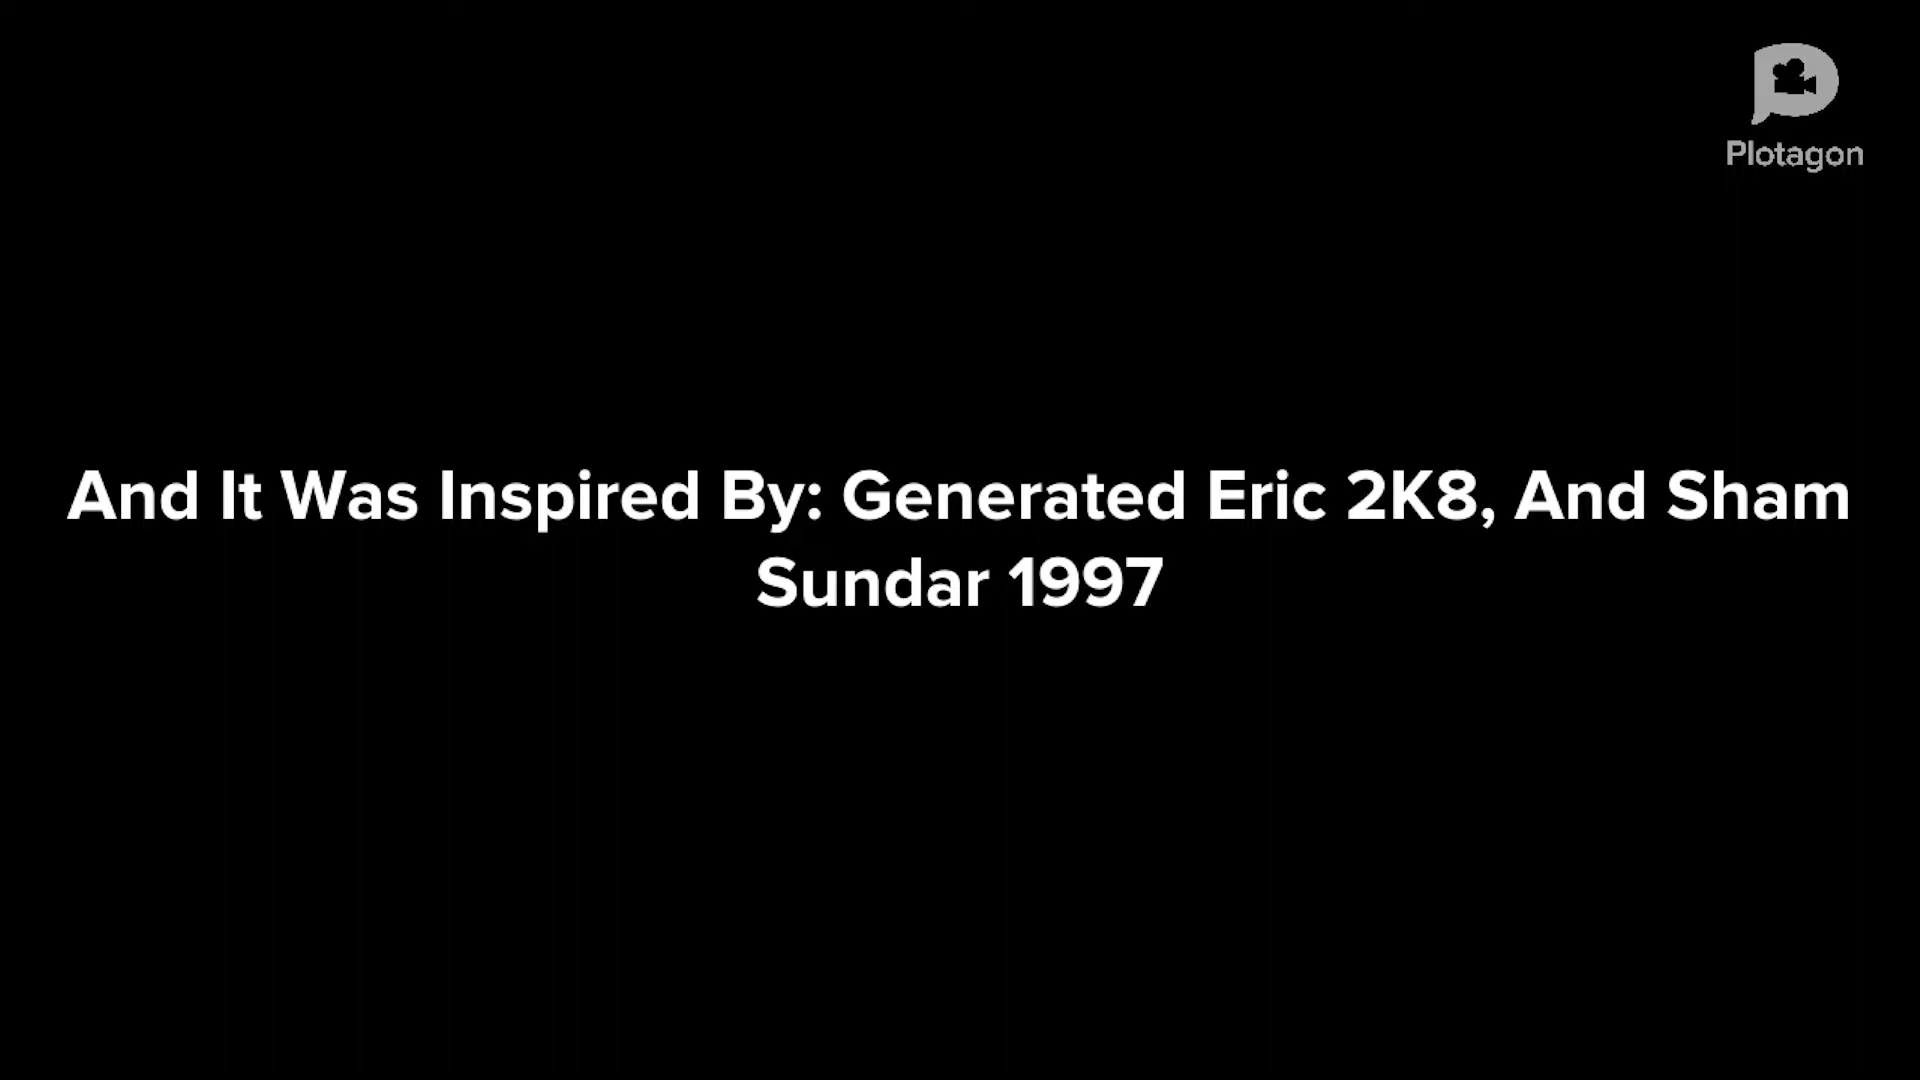 Plotagon
And It Was Inspired By: Generated Eric 2K8, And Sham
Sundar 1997